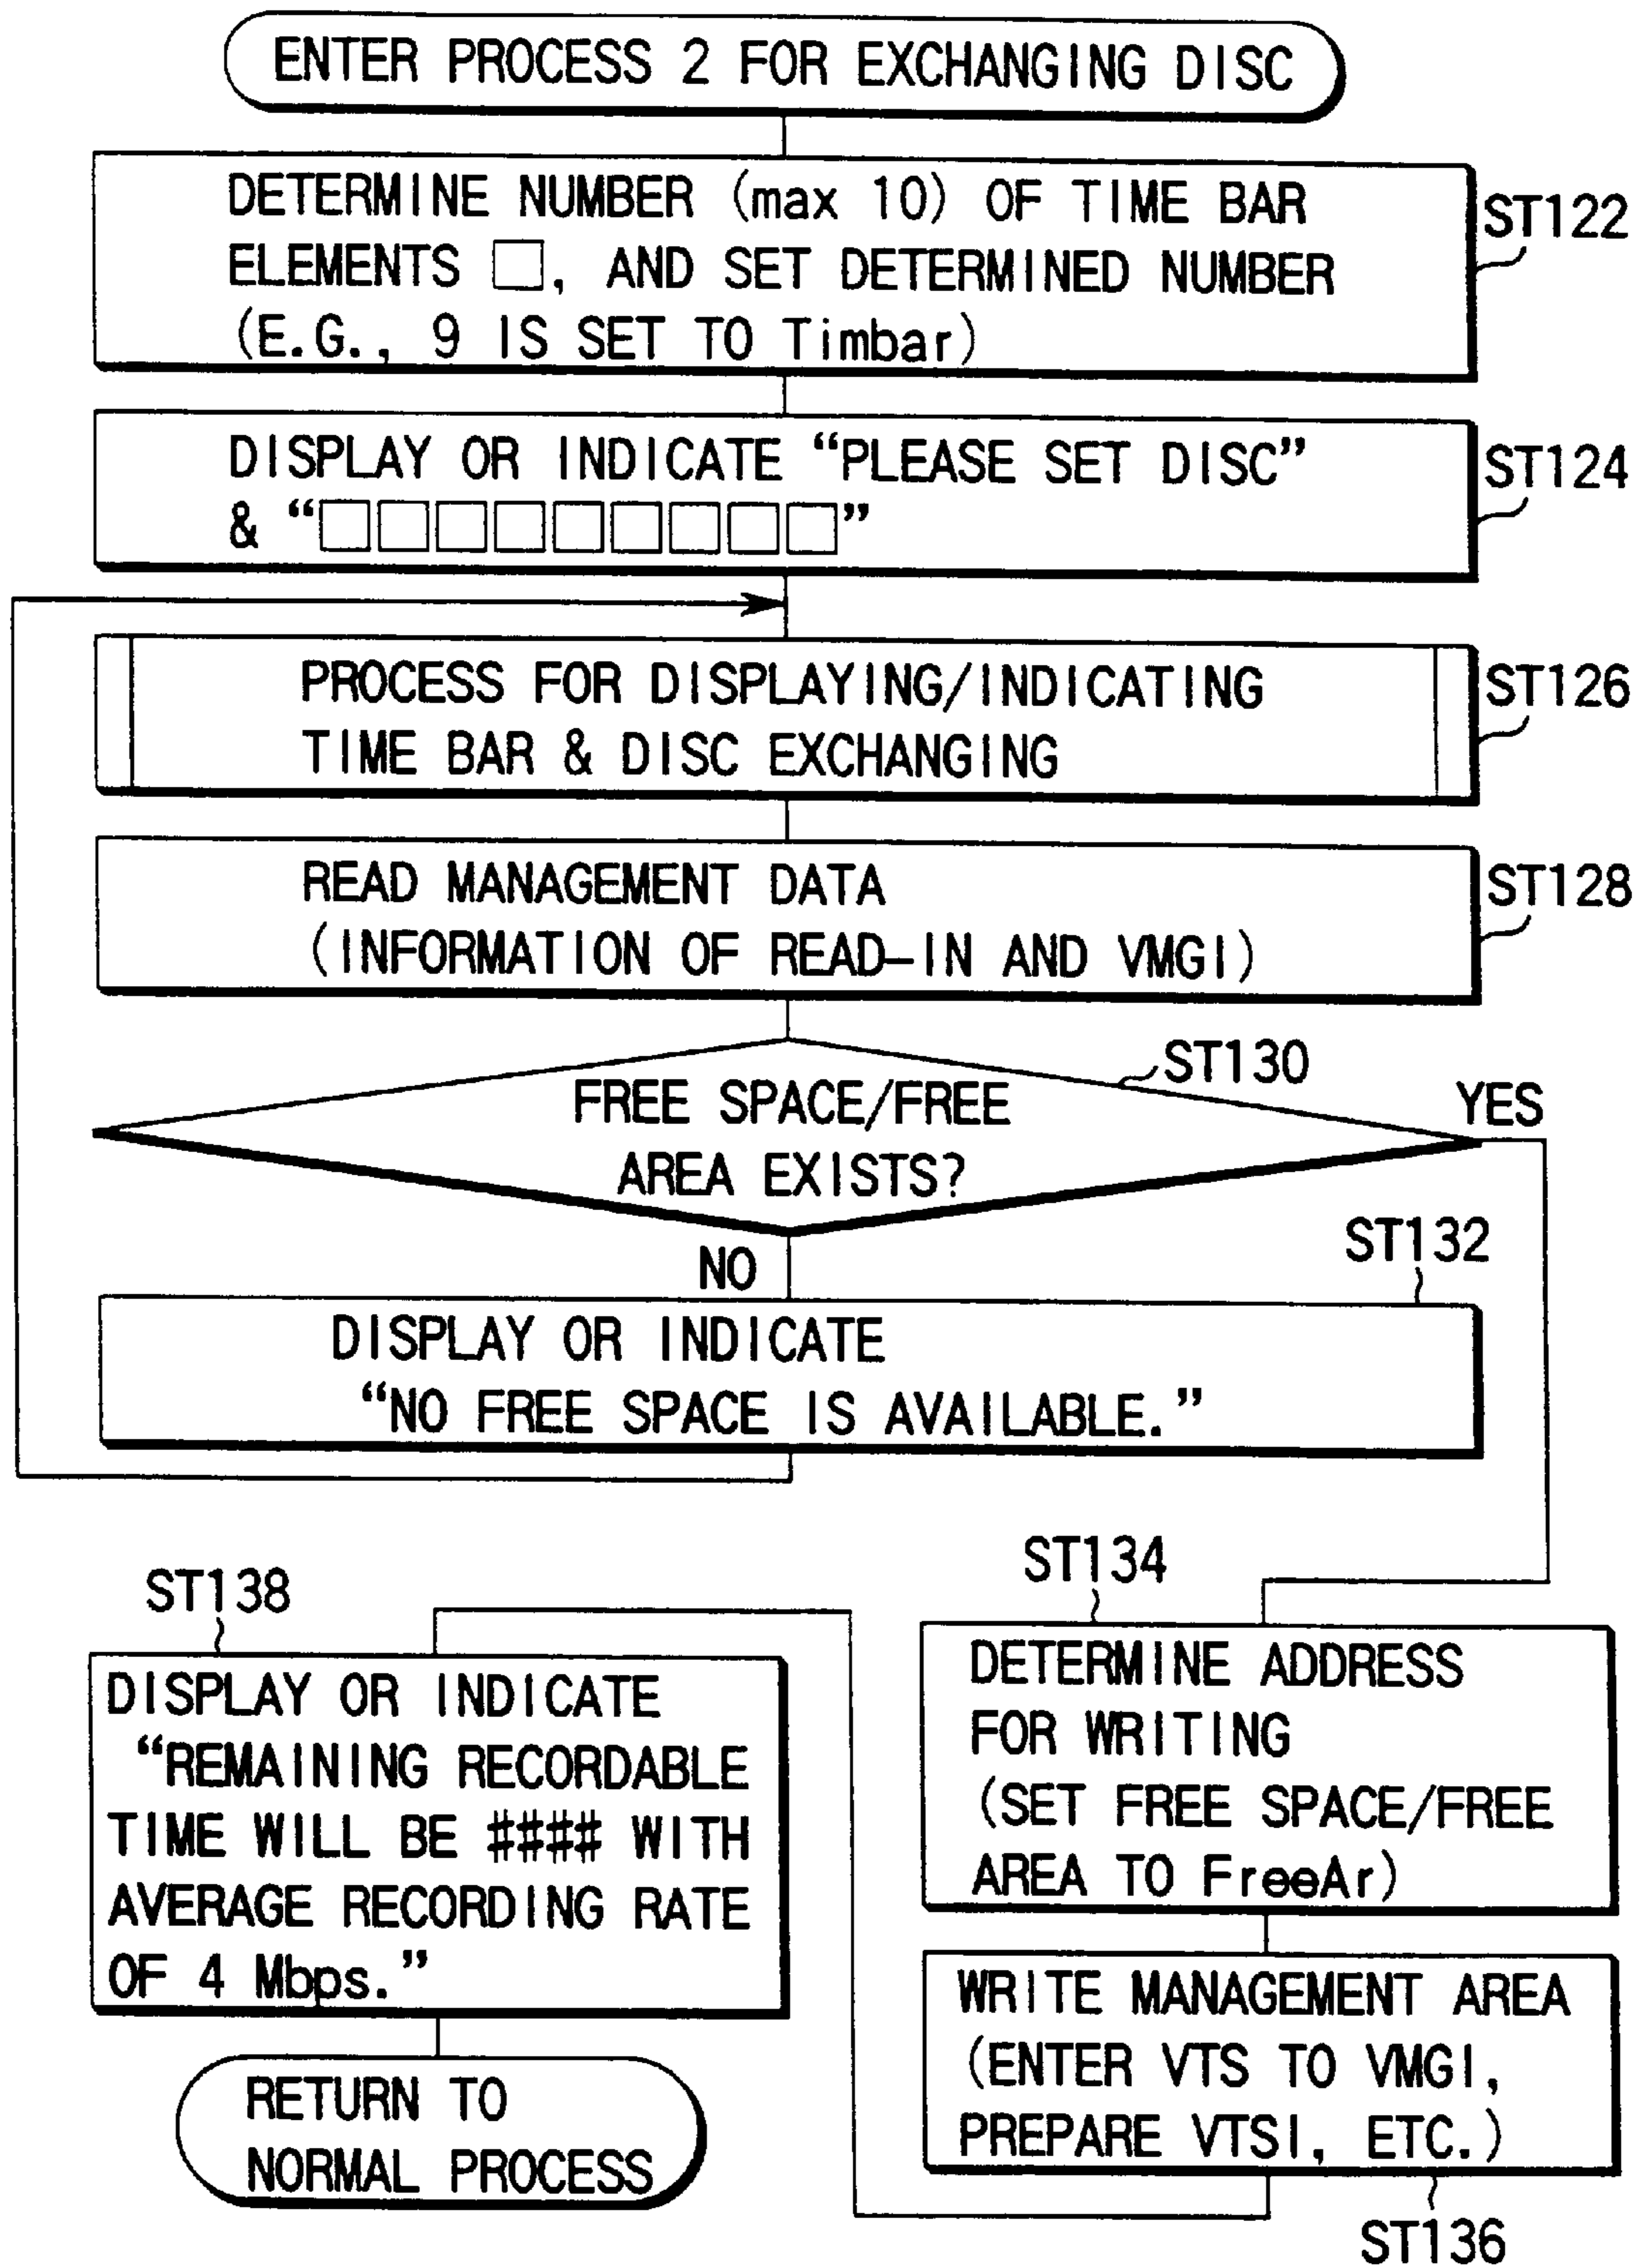 ENTER PROCESS 2 FOR EXCHANGING DISC
DETERMINE NUMBER (max 10) OF TIME BAR
ELEMENTS □, AND SET DETERMINED NUMBER
(E.G., 9 IS SET TO Timbar)
ST122
DISPLAY OR INDICATE “PLEASE SET DISC”
& “□□□□□□□□□”
ST124
PROCESS FOR DISPLAYING/INDICATING
TIME BAR & DISC EXCHANGING
ST126
READ MANAGEMENT DATA
(INFORMATION OF READ-IN AND VMGI)
ST128
ST130
FREE SPACE/FREE
AREA EXISTS?
YES
NO
ST132
DISPLAY OR INDICATE
“NO FREE SPACE IS AVAILABLE.”
ST134
DETERMINE ADDRESS
FOR WRITING
(SET FREE SPACE/FREE
AREA TO FreeAr)
WRITE MANAGEMENT AREA
(ENTER VTS TO VMGI,
PREPARE VTSI, ETC.)
ST136
ST138
DISPLAY OR INDICATE
“REMAINING RECORDABLE
TIME WILL BE #### WITH
AVERAGE RECORDING RATE
OF 4 Mbps.”
RETURN TO
NORMAL PROCESS